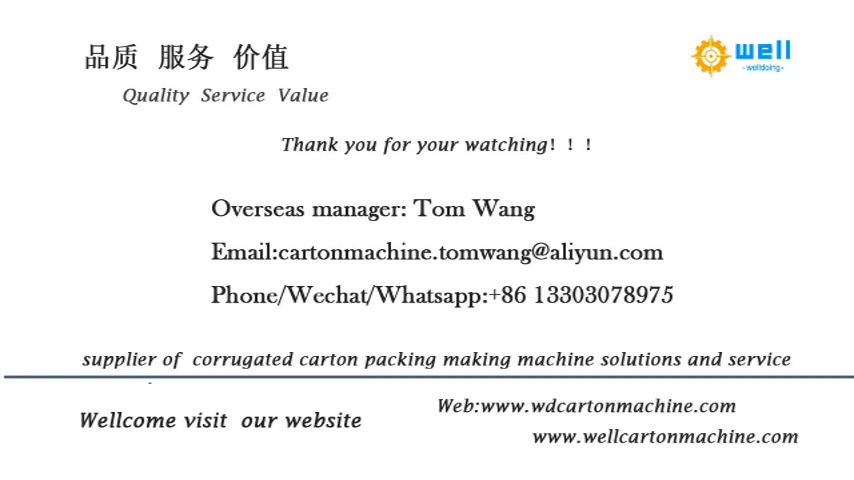 品质 服务 价值
well
-welldoing-
Quality Service Value
Thank you for your watching！！！
Overseas manager: Tom Wang
Email:cartonmachine.tomwang@aliyun.com
Phone/Wechat/Whatsapp:+86 13303078975
supplier of corrugated carton packing making machine solutions and service
Wellcome visit our website
Web:www.wdcartonmachine.com
www.wellcartonmachine.com